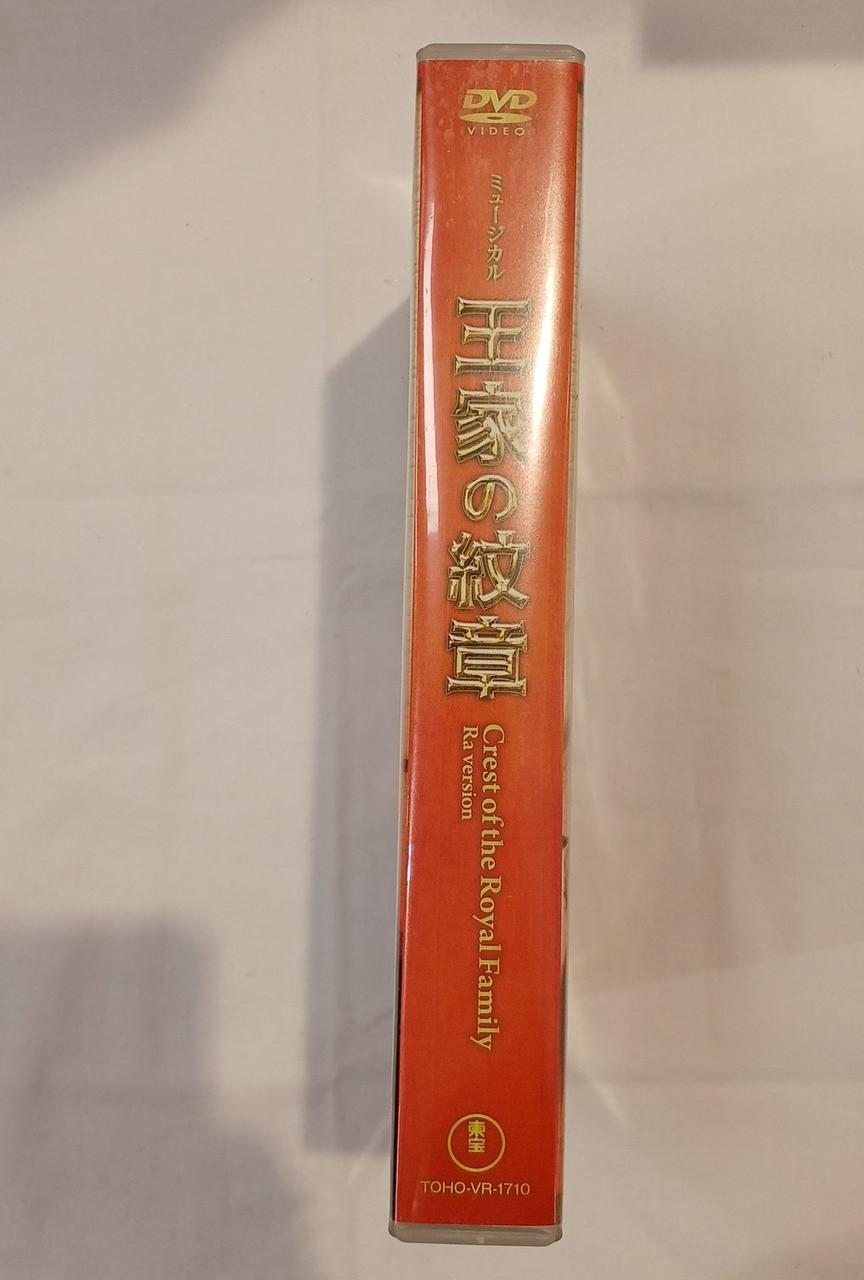 DVD
VIDEO
ミュージカル
王家の紋章
Crest of the Royal Family
Ra version
東宝
TOHO-VR-1710